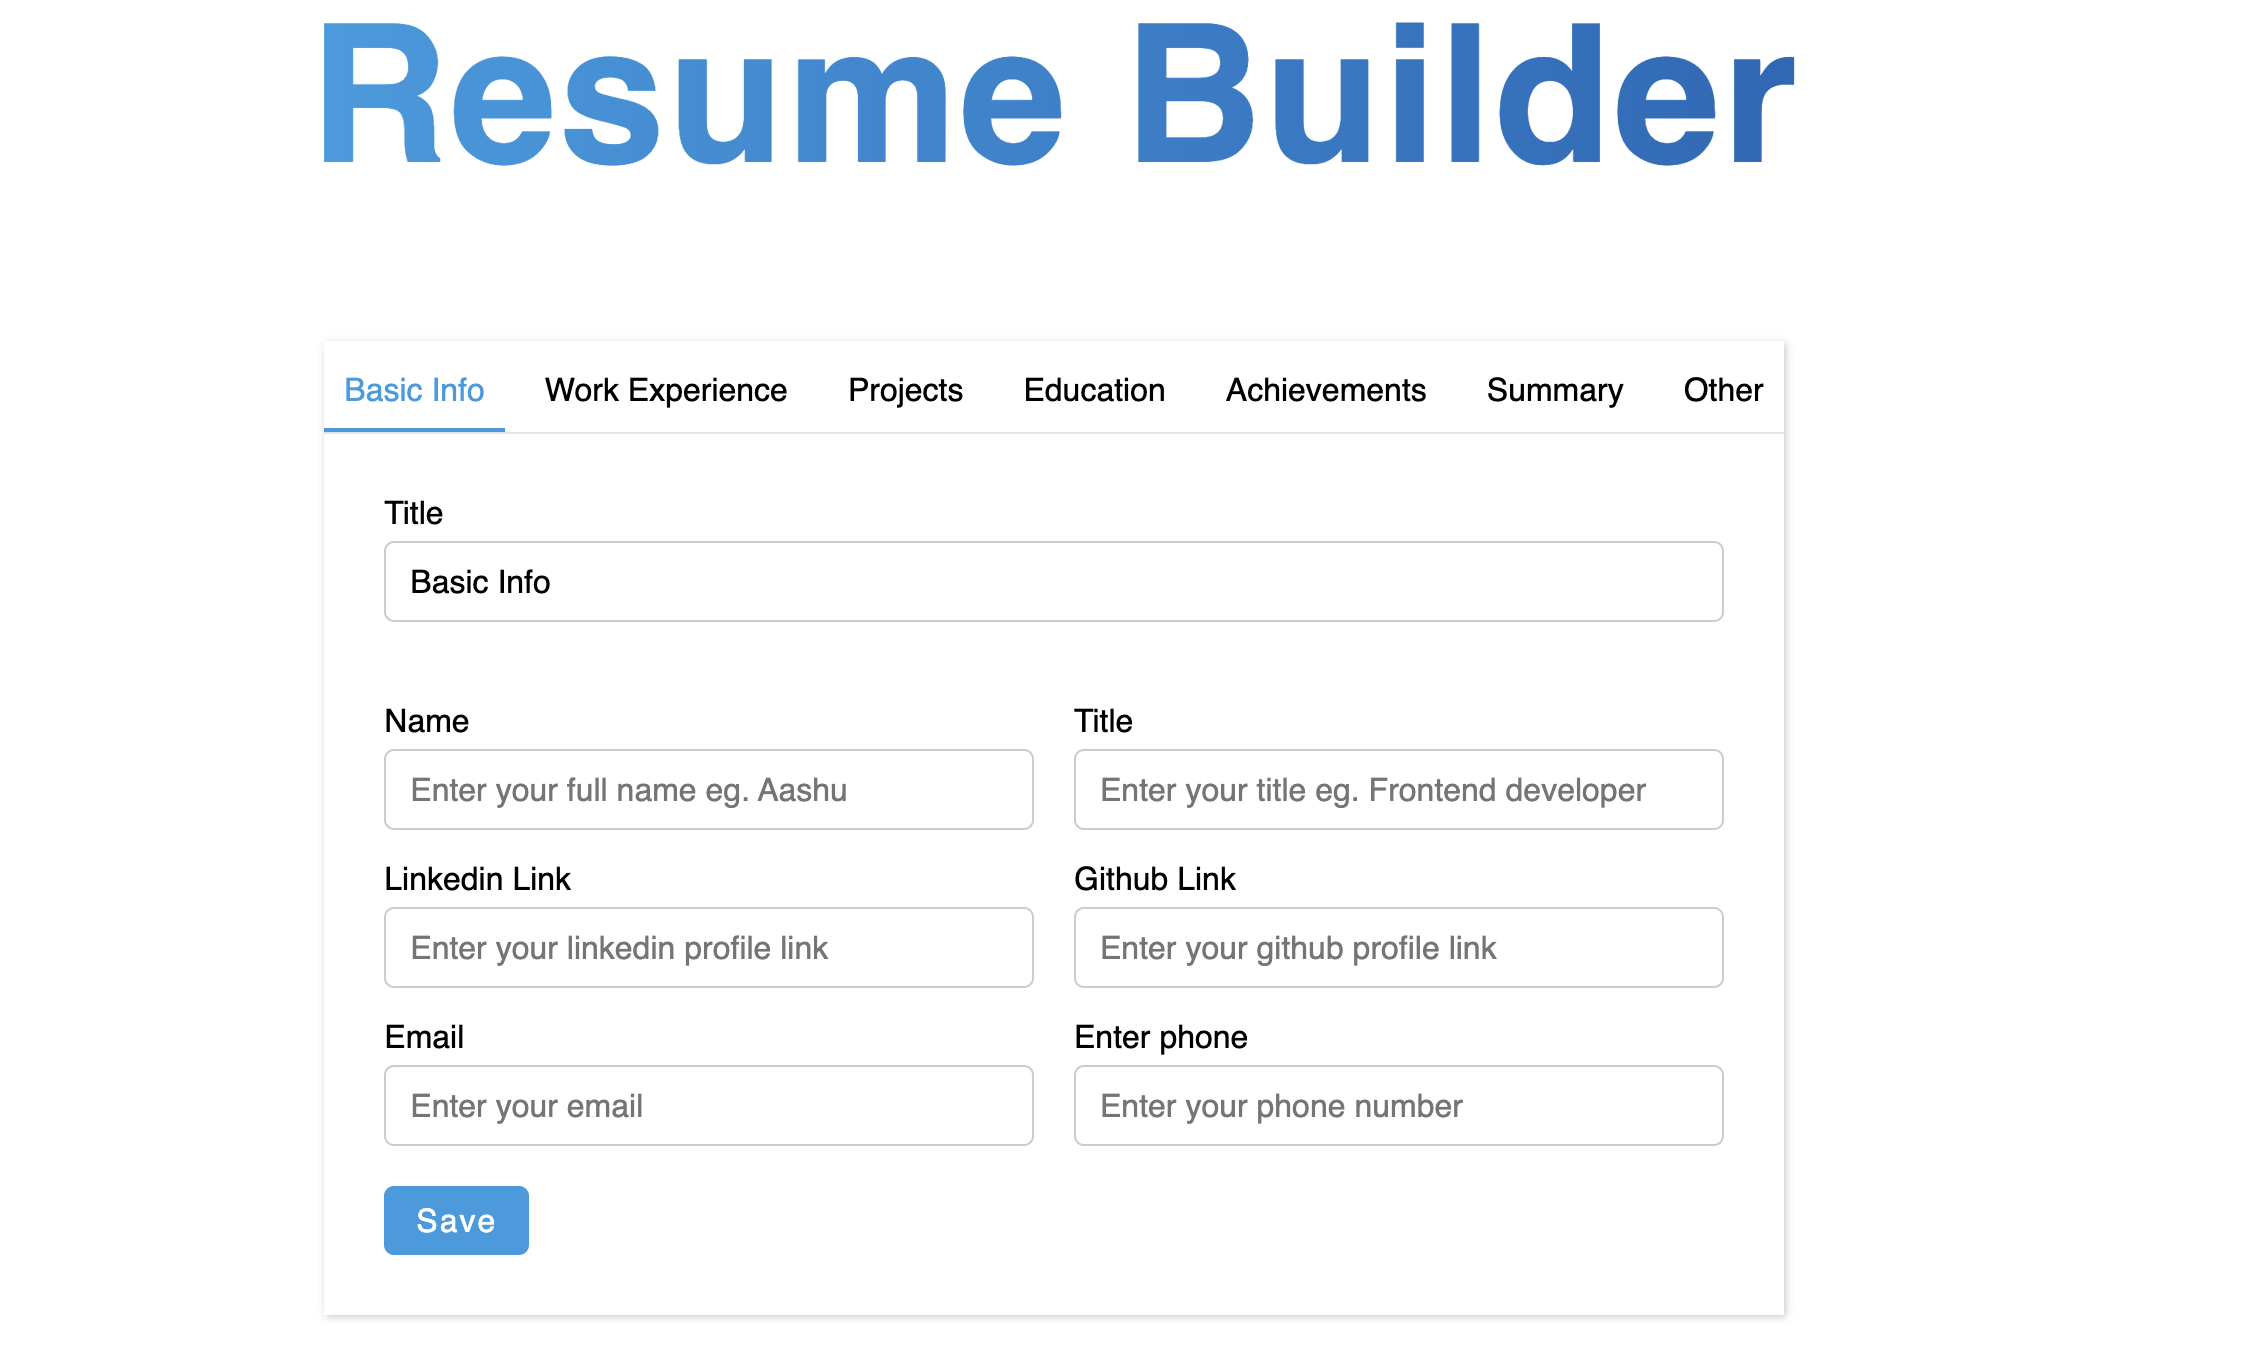 Resume Builder
Basic Info Work Experience Projects Education Achievements Summary Other
Title
Basic Info
Name Title
Enter your full name eg. Aashu Enter your title eg. Frontend developer
Linkedin Link Github Link
Enter your linkedin profile link Enter your github profile link
Email Enter phone
Enter your email Enter your phone number
Save